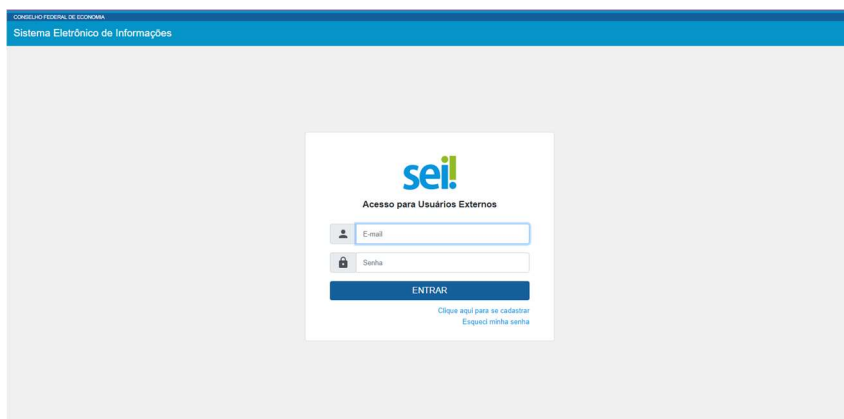 CONSELHO FEDERAL DE ECONOMIA
Sistema Eletrônico de Informações
sei!
Acesso para Usuários Externos
E-mail
Senha
ENTRAR
Clique aqui para se cadastrar
Esqueci minha senha